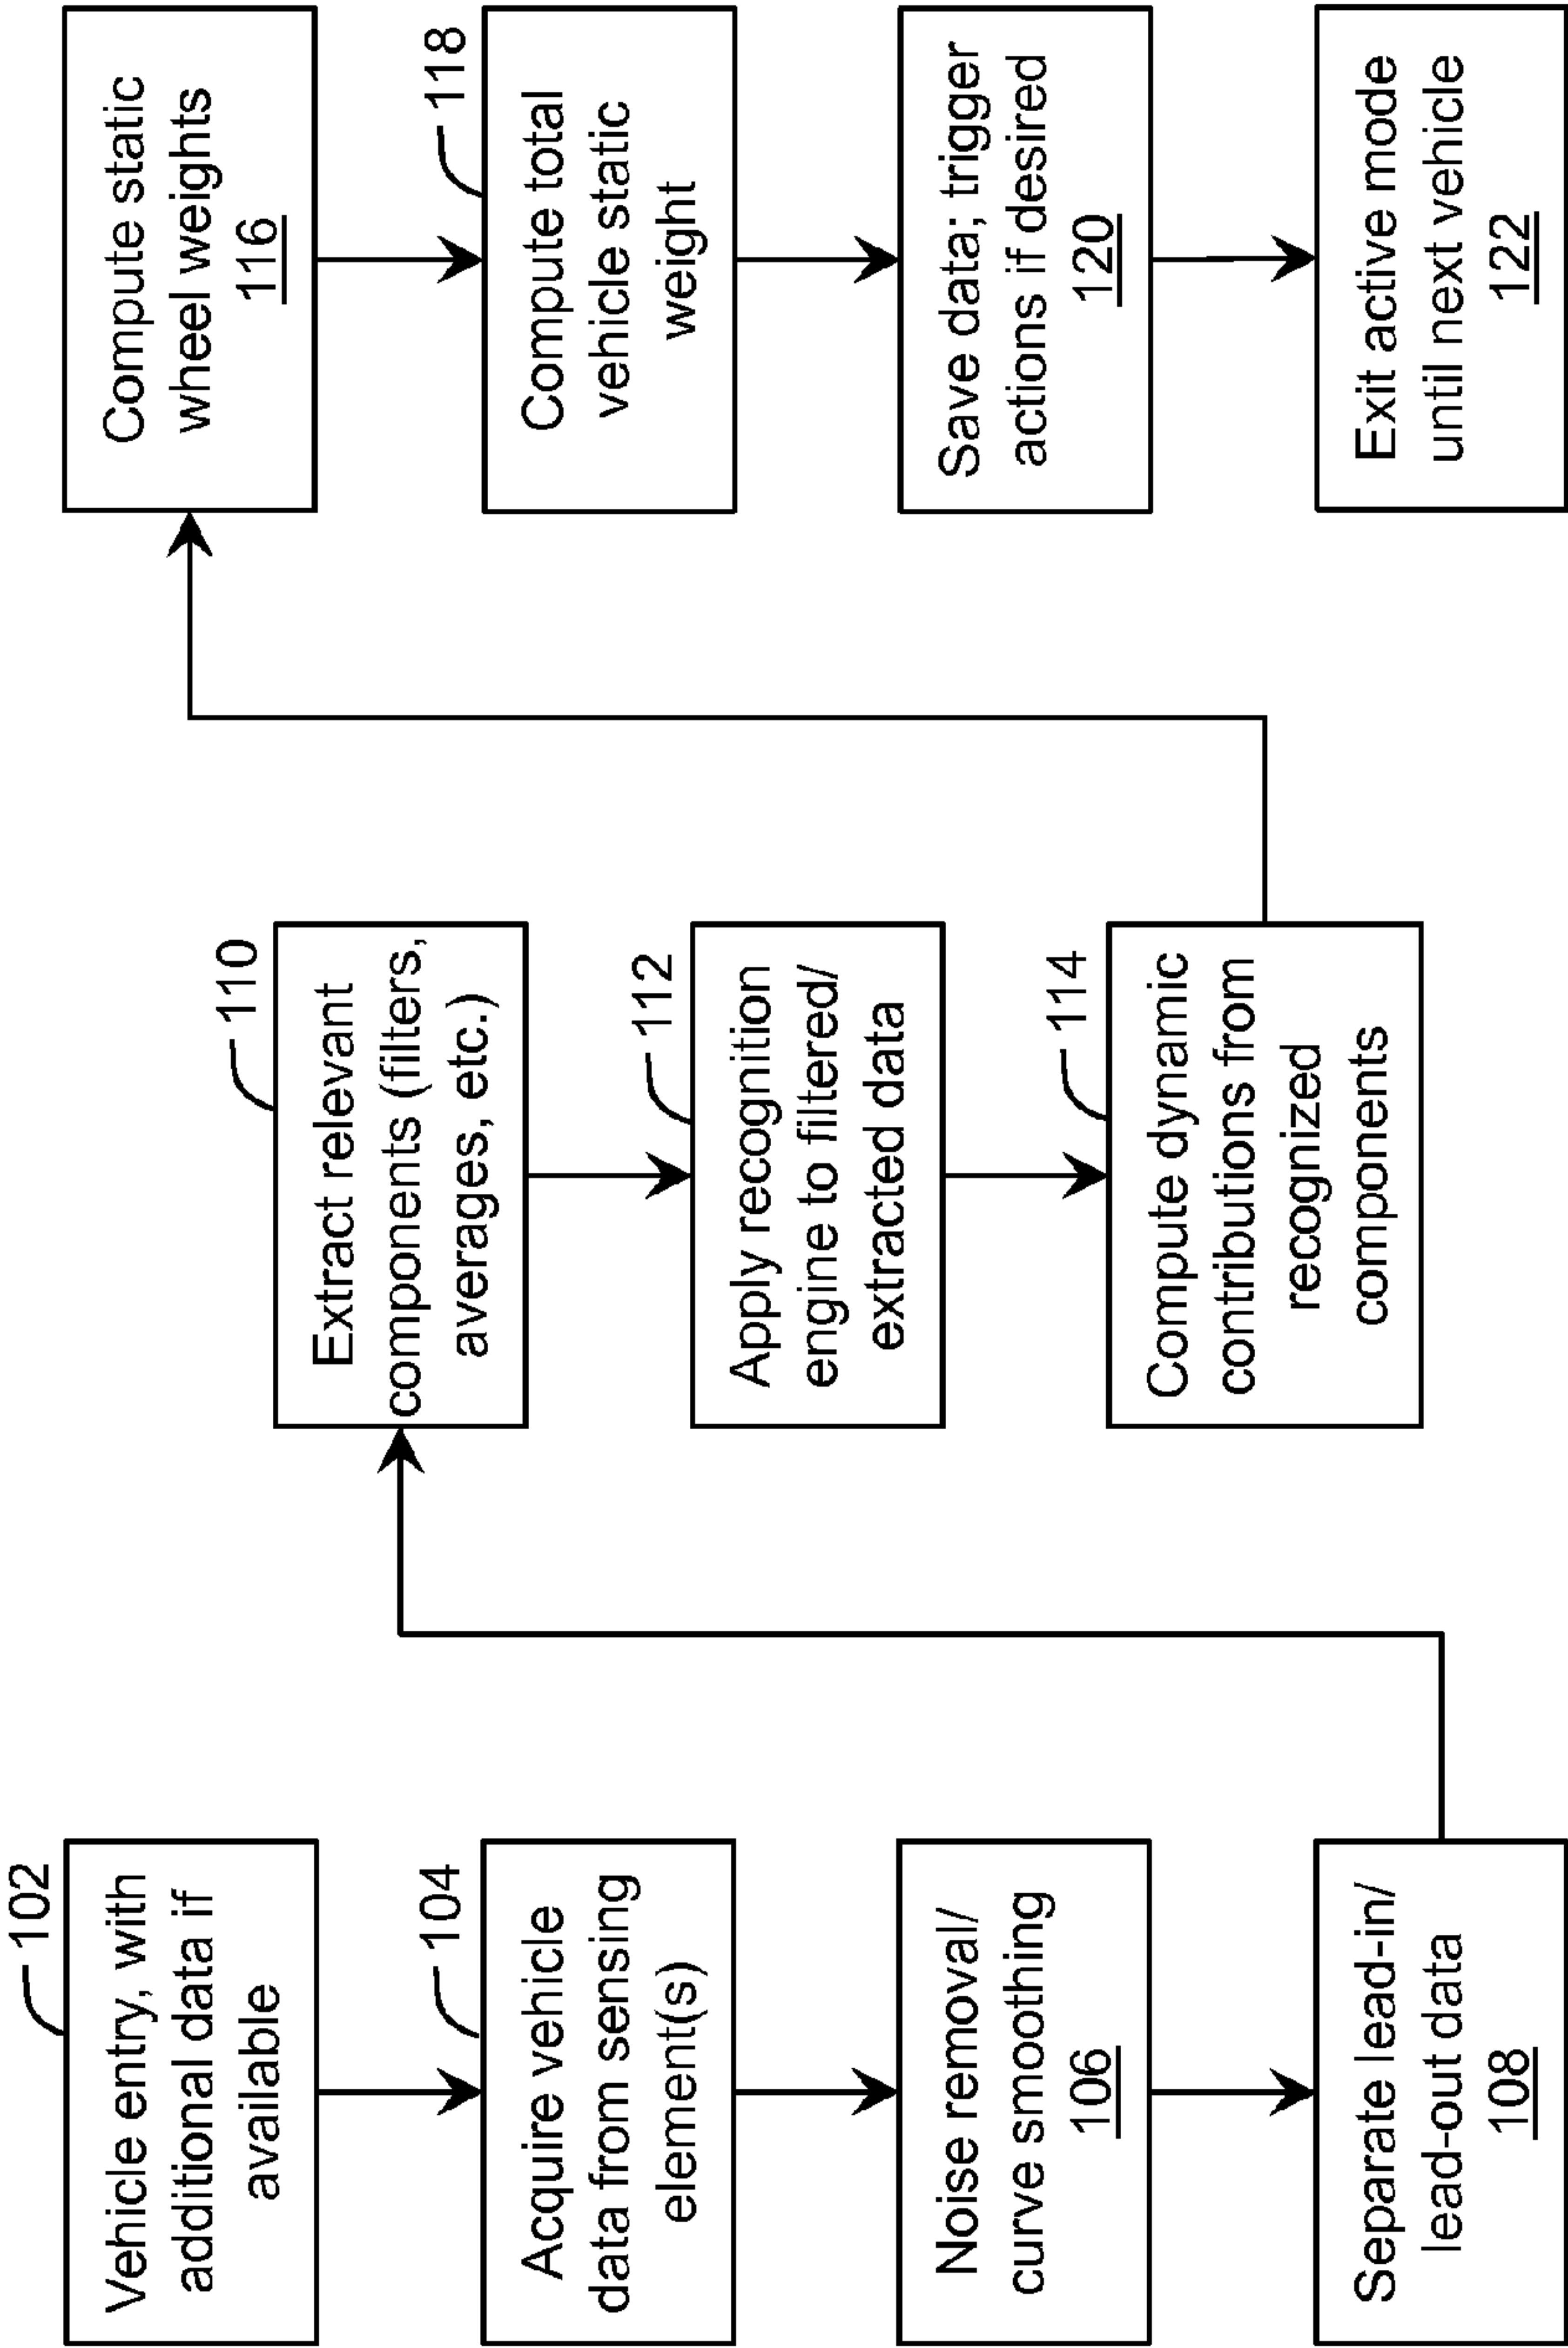 102
Vehicle entry, with
additional data if
available
104
Acquire vehicle
data from sensing
element(s)
Noise removal/
curve smoothing
106
Separate lead-in/
lead-out data
108
110
Extract relevant
components (filters,
averages, etc.)
112
Apply recognition
engine to filtered/
extracted data
114
Compute dynamic
contributions from
recognized
components
Compute static
wheel weights
116
118
Compute total
vehicle static
weight
Save data; trigger
actions if desired
120
Exit active mode
until next vehicle
122